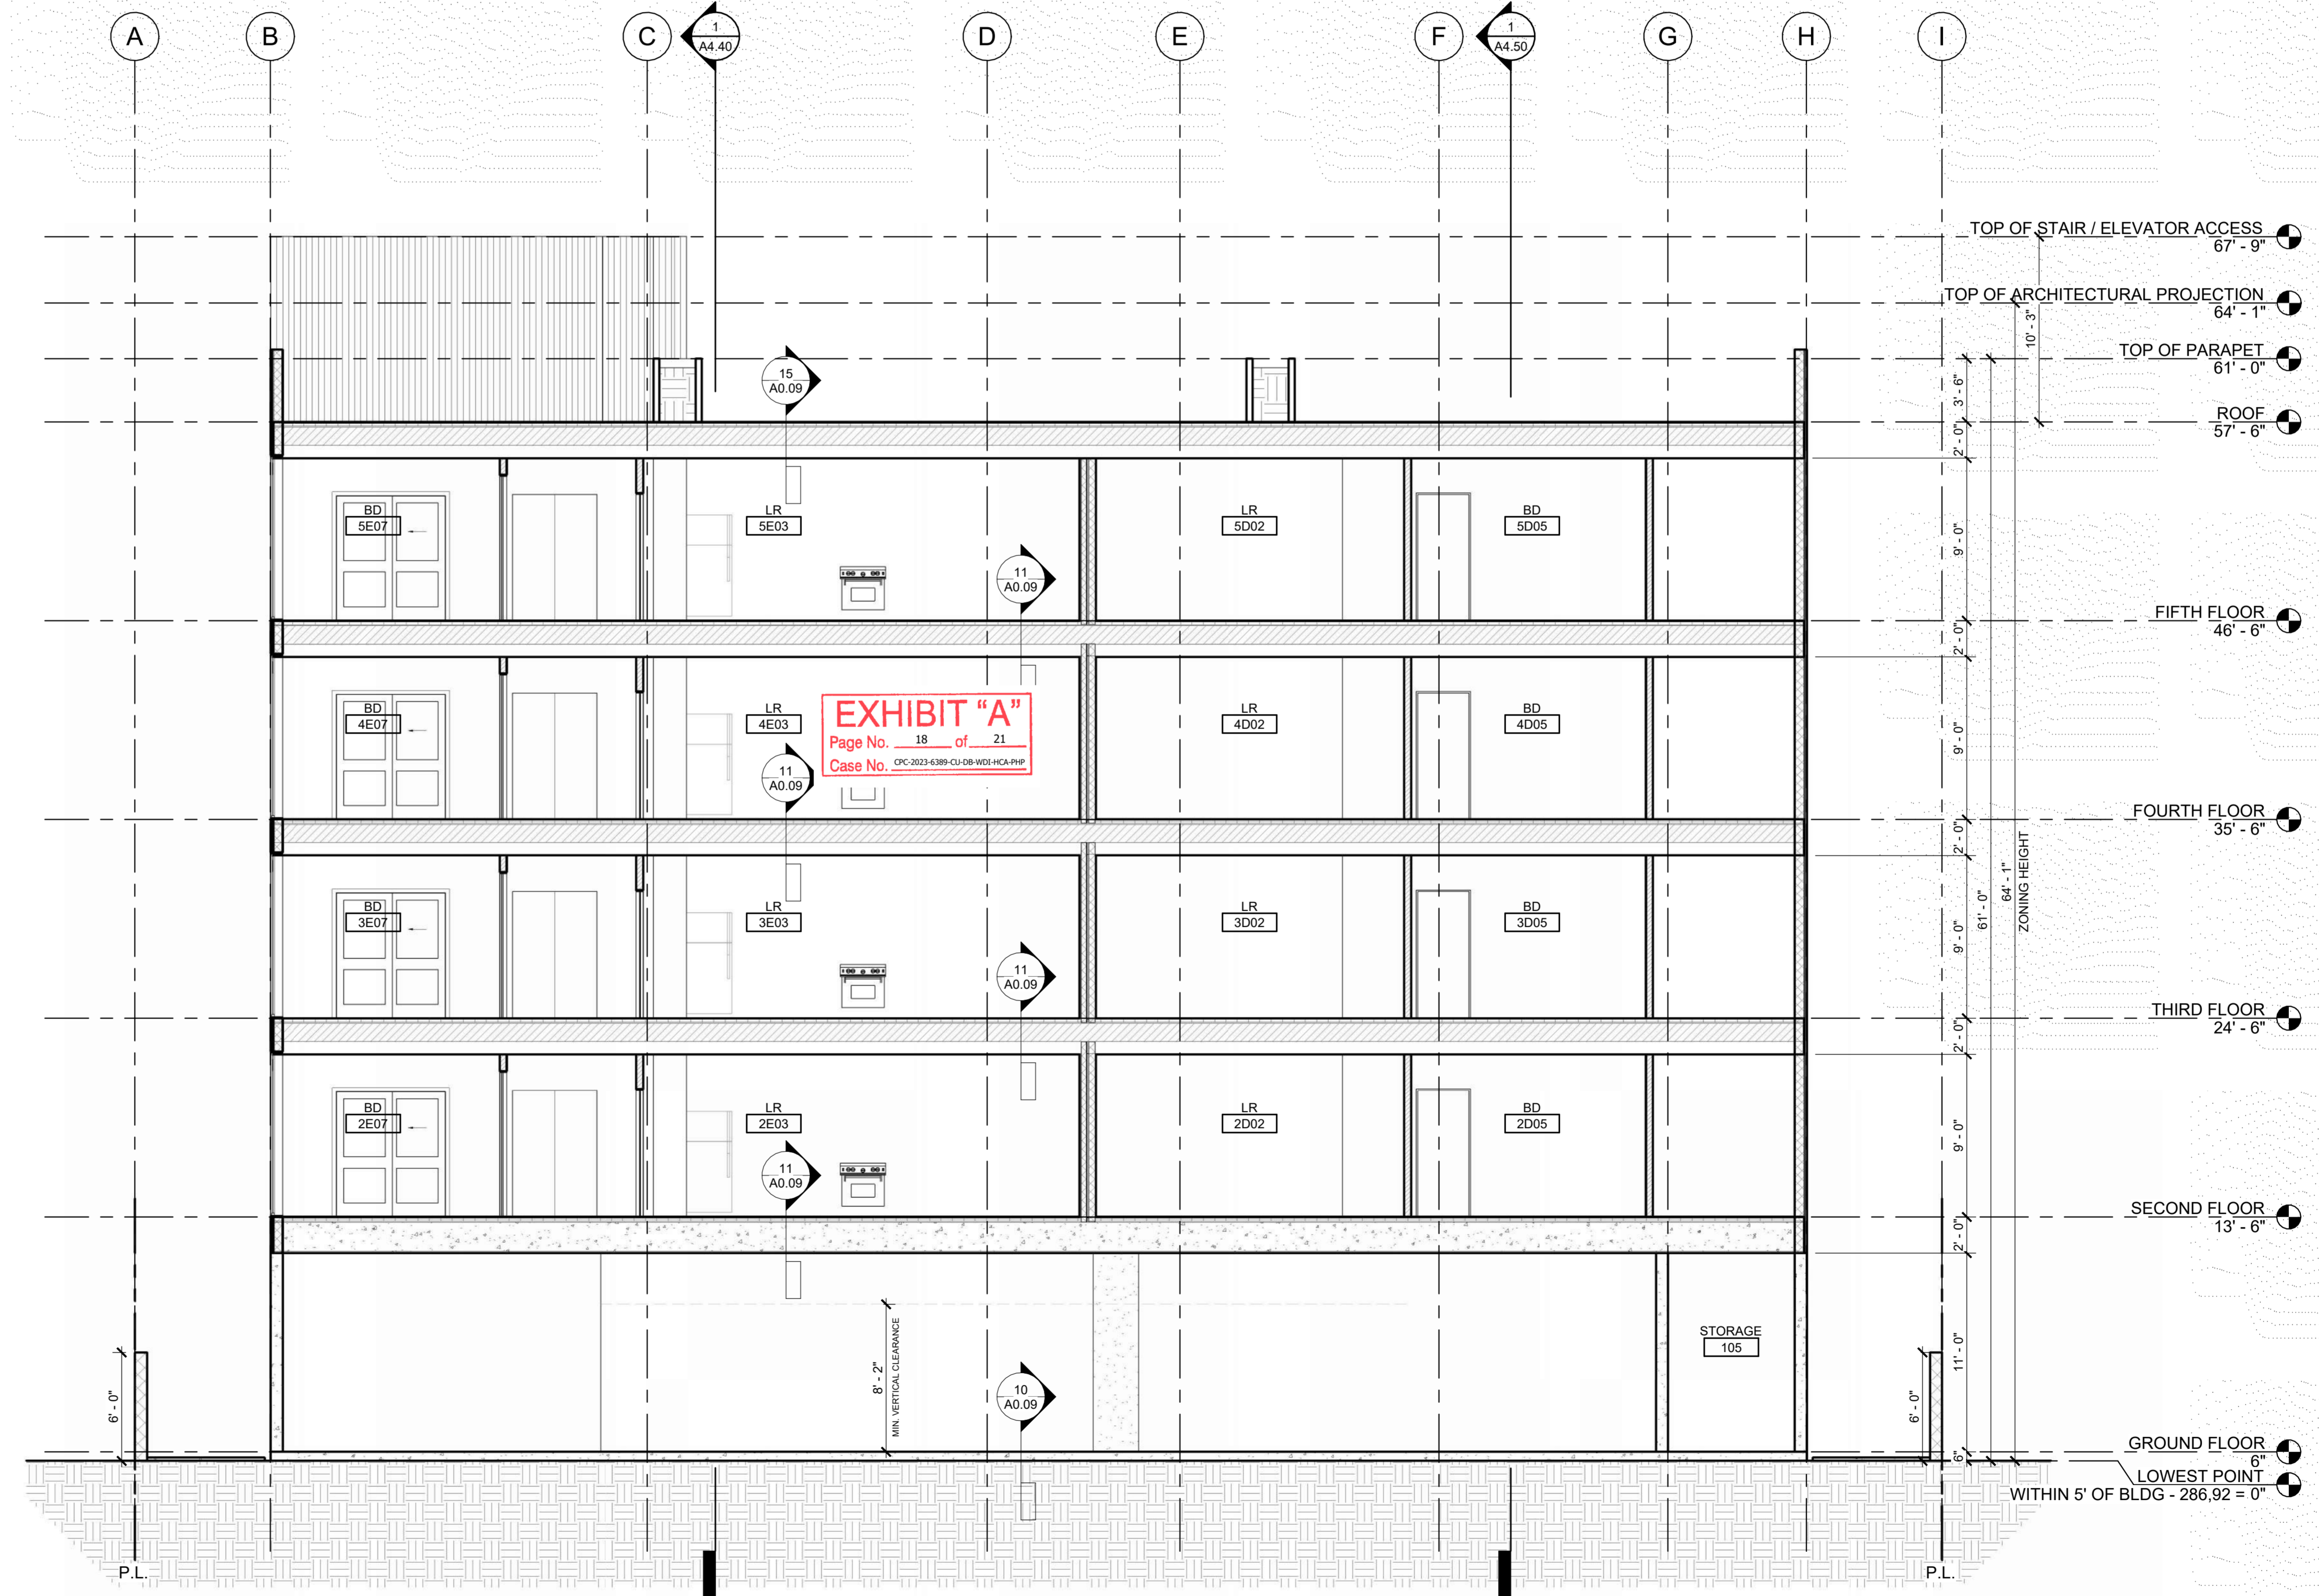 A
B
C
1
A4.40
D
E
F
1
A4.50
G
H
I
TOP OF STAIR / ELEVATOR ACCESS
67' - 9"
TOP OF ARCHITECTURAL PROJECTION
64' - 1"
10' - 3"
TOP OF PARAPET
61' - 0"
15
A0.09
3' - 6"
ROOF
57' - 6"
2' - 0"
BD
5E07
LR
5E03
LR
5D02
BD
5D05
9' - 0"
11
A0.09
FIFTH FLOOR
46' - 6"
2' - 0"
BD
4E07
LR
4E03
EXHIBIT "A"
Page No. 18 of 21
Case No. CPC-2023-6389-CU-DB-WDI-HCA-PHP
LR
4D02
BD
4D05
9' - 0"
11
A0.09
FOURTH FLOOR
35' - 6"
2' - 0"
61' - 0"
64' - 1"
ZONING HEIGHT
BD
3E07
LR
3E03
LR
3D02
BD
3D05
9' - 0"
11
A0.09
THIRD FLOOR
24' - 6"
2' - 0"
BD
2E07
LR
2E03
LR
2D02
BD
2D05
9' - 0"
11
A0.09
SECOND FLOOR
13' - 6"
2' - 0"
STORAGE
105
11' - 0"
8' - 2"
MIN. VERTICAL CLEARANCE
10
A0.09
6' - 0"
6' - 0"
GROUND FLOOR
6"
6"
LOWEST POINT
WITHIN 5' OF BLDG - 286,92 = 0"
P.L.
P.L.